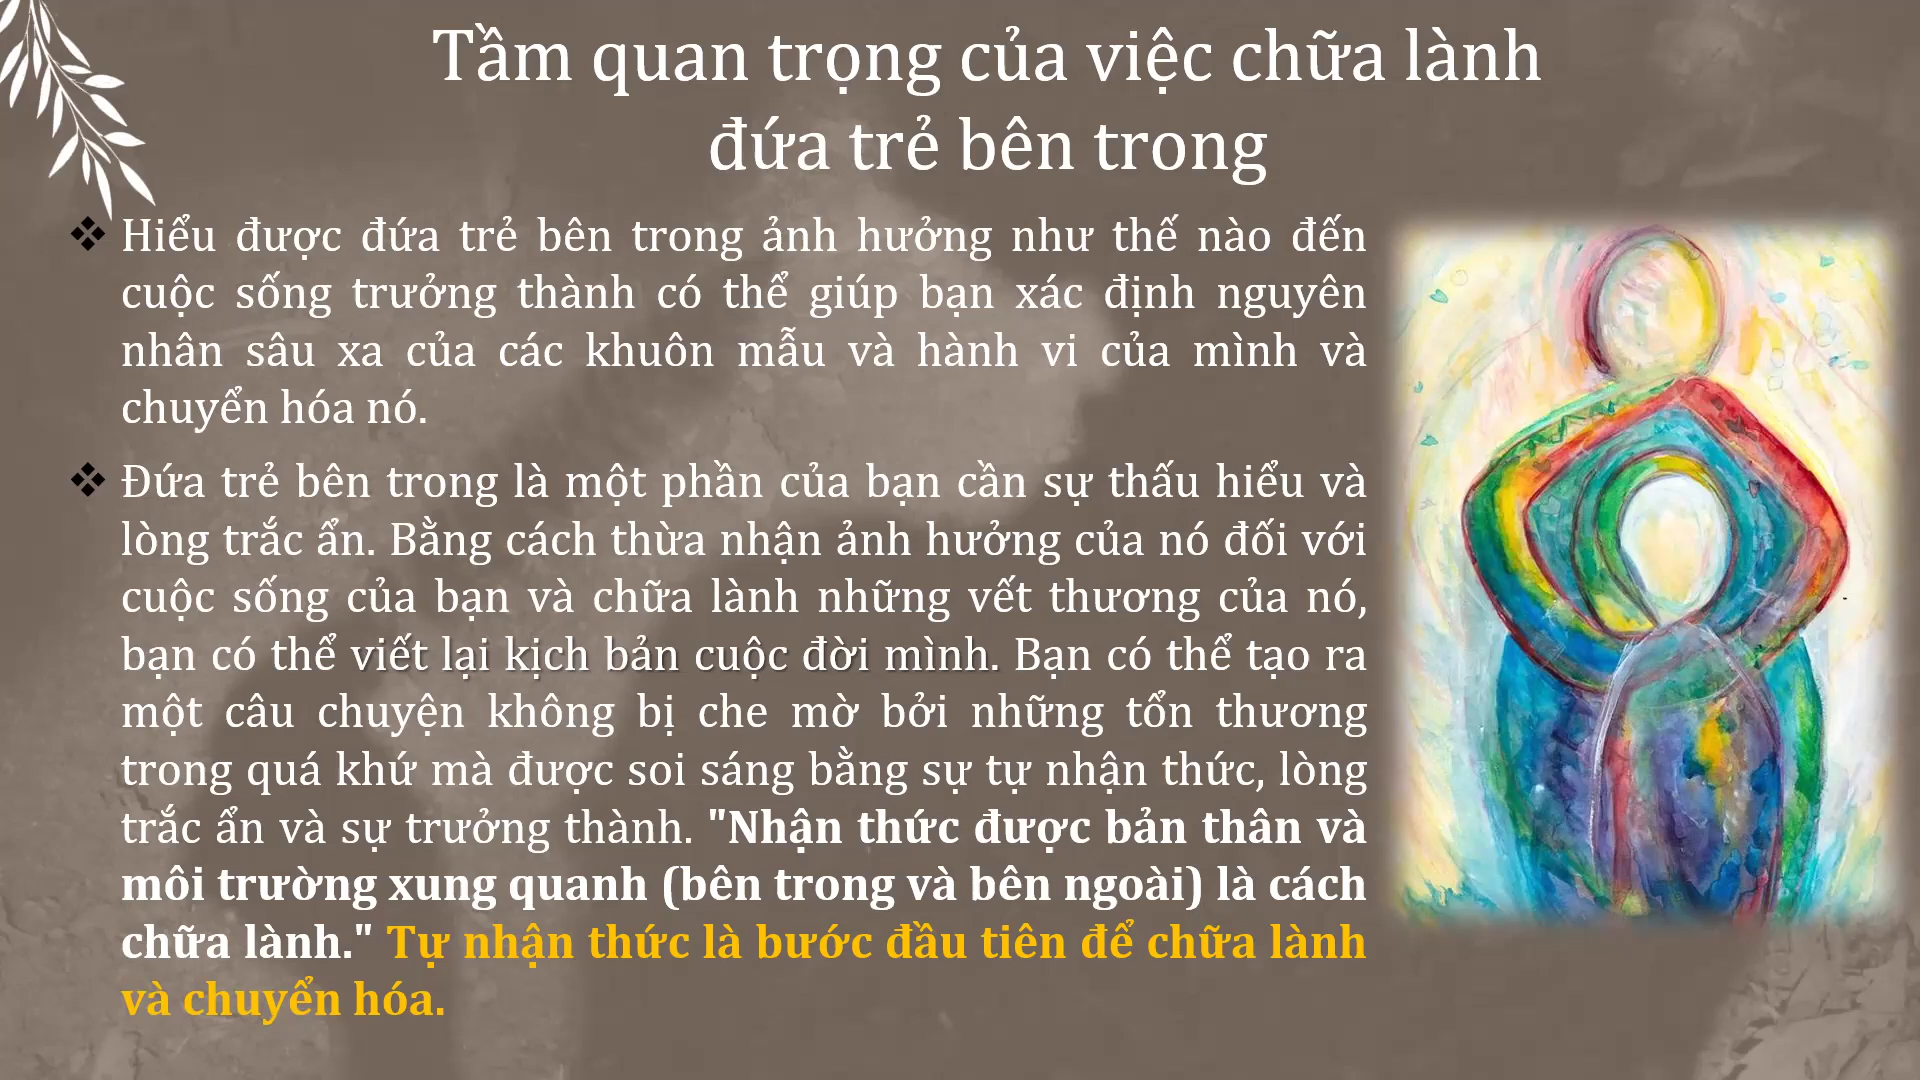 Tầm quan trọng của việc chữa lành
đứa trẻ bên trong
❖ Hiểu được đứa trẻ bên trong ảnh hưởng như thế nào đến
cuộc sống trưởng thành có thể giúp bạn xác định nguyên
nhân sâu xa của các khuôn mẫu và hành vi của mình và
chuyển hóa nó.
❖ Đứa trẻ bên trong là một phần của bạn cần sự thấu hiểu và
lòng trắc ẩn. Bằng cách thừa nhận ảnh hưởng của nó đối với
cuộc sống của bạn và chữa lành những vết thương của nó,
bạn có thể viết lại kịch bản cuộc đời mình. Bạn có thể tạo ra
một câu chuyện không bị che mờ bởi những tổn thương
trong quá khứ mà được soi sáng bằng sự tự nhận thức, lòng
trắc ẩn và sự trưởng thành. "Nhận thức được bản thân và
môi trường xung quanh (bên trong và bên ngoài) là cách
chữa lành." Tự nhận thức là bước đầu tiên để chữa lành
và chuyển hóa.